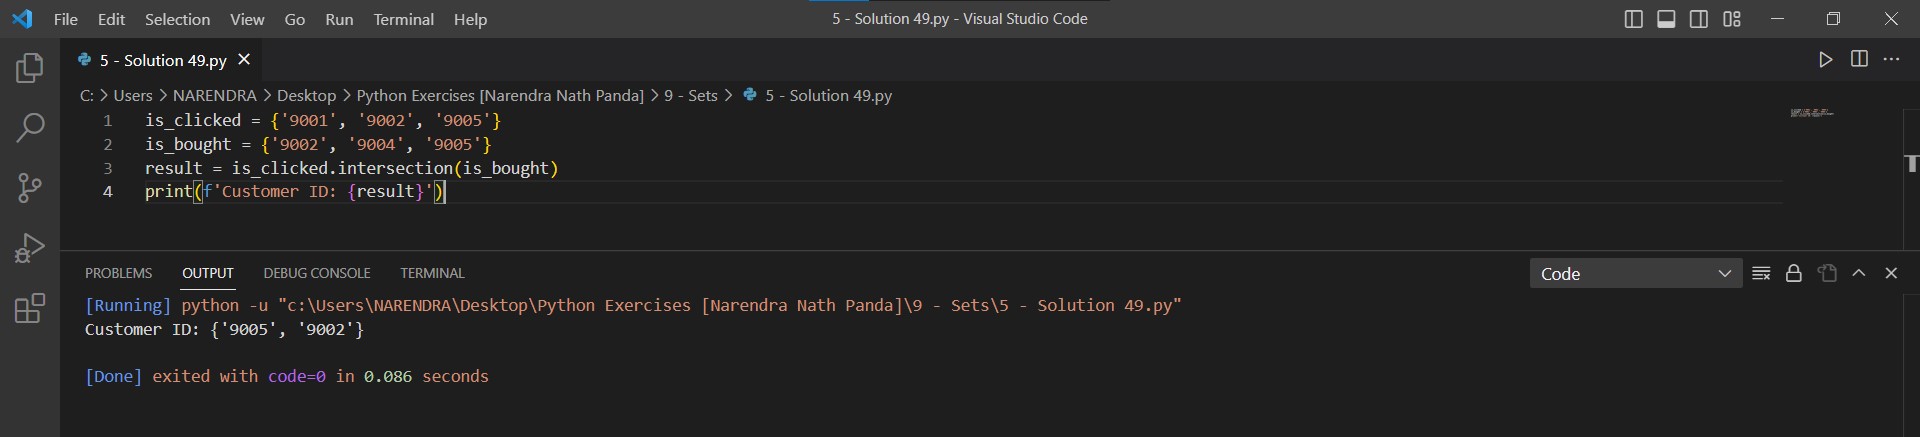 File Edit Selection View Go Run Terminal Help 5 - Solution 49.py - Visual Studio Code
5 - Solution 49.py
C: > Users > NARENDRA > Desktop > Python Exercises [Narendra Nath Panda] > 9 - Sets > 5 - Solution 49.py
1 is_clicked = {'9001', '9002', '9005'}
2 is_bought = {'9002', '9004', '9005'}
3 result = is_clicked.intersection(is_bought)
4 print(f'Customer ID: {result}')
PROBLEMS OUTPUT DEBUG CONSOLE TERMINAL Code
[Running] python -u "c:\Users\NARENDRA\Desktop\Python Exercises [Narendra Nath Panda]\9 - Sets\5 - Solution 49.py"
Customer ID: {'9005', '9002'}
[Done] exited with code=0 in 0.086 seconds